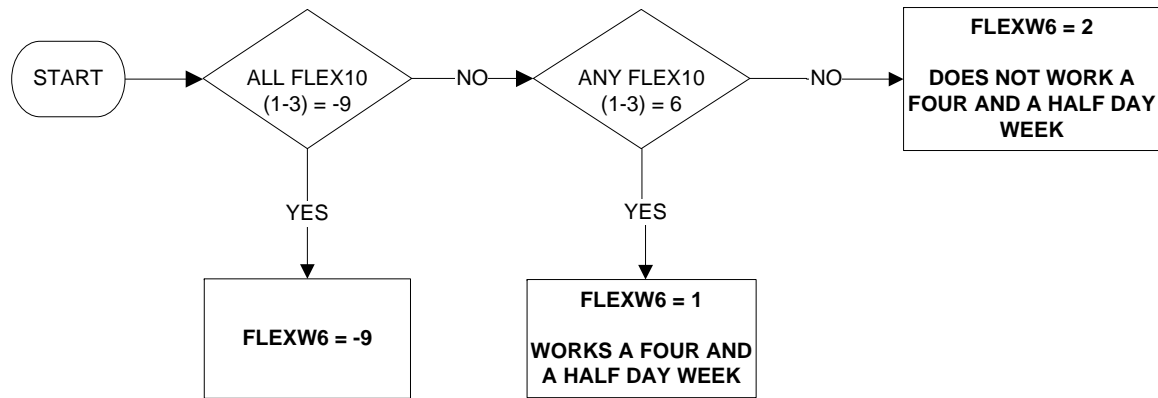 START
ALL FLEX10
(1-3) = -9
NO
ANY FLEX10
(1-3) = 6
NO
FLEXW6 = 2
DOES NOT WORK A
FOUR AND A HALF DAY
WEEK
YES
YES
FLEXW6 = -9
FLEXW6 = 1
WORKS A FOUR AND
A HALF DAY WEEK